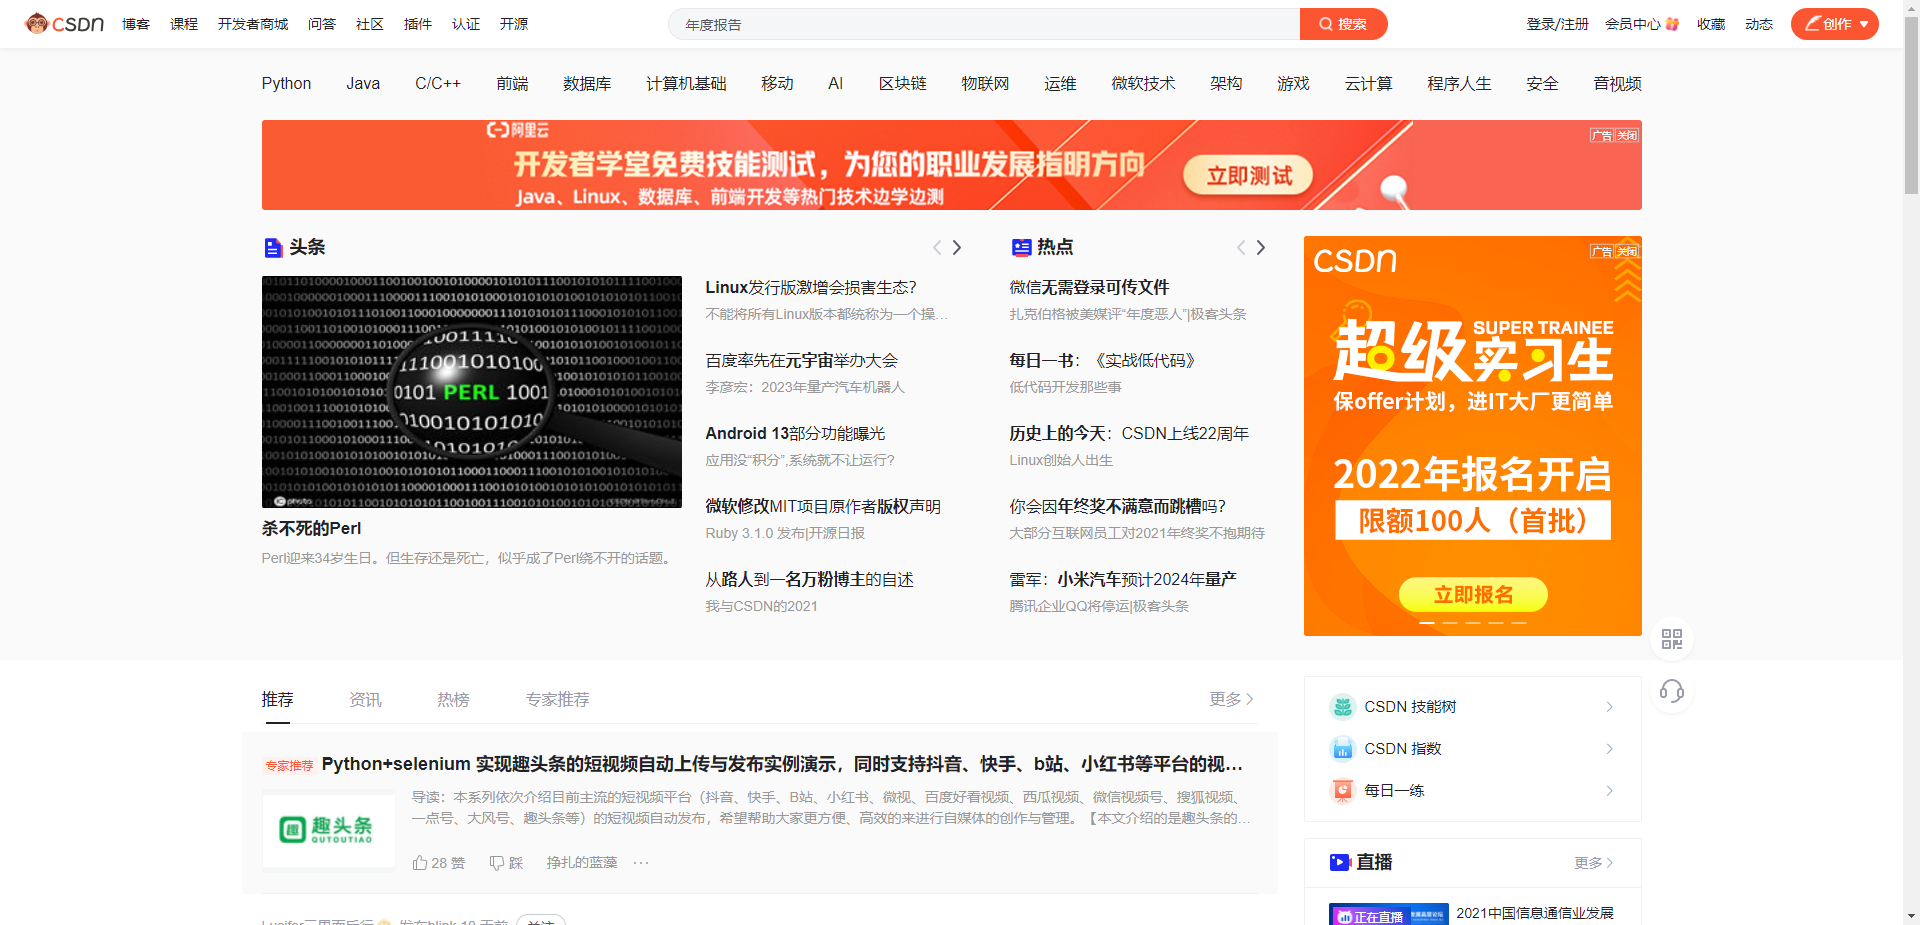 CSDN 博客 课程 开发者商城 问答 社区 插件 认证 开源 年度报告 搜索 登录/注册 会员中心 收藏 动态 创作
Python Java C/C++ 前端 数据库 计算机基础 移动 AI 区块链 物联网 运维 微软技术 架构 游戏 云计算 程序人生 安全 音视频
阿里云
广告 关闭
开发者学堂免费技能测试，为您的职业发展指明方向
立即测试
Java、Linux、数据库、前端开发等热门技术边学边测
头条
0101 PERL 1001
杀不死的Perl
Perl迎来34岁生日。但生存还是死亡，似乎成了Perl绕不开的话题。
Linux发行版激增会损害生态？
不能将所有Linux版本都统称为一个操...
百度率先在元宇宙举办大会
李彦宏：2023年量产汽车机器人
Android 13部分功能曝光
应用没“积分”,系统就不让运行?
微软修改MIT项目原作者版权声明
Ruby 3.1.0 发布|开源日报
从路人到一名万粉博主的自述
我与CSDN的2021
热点
微信无需登录可传文件
扎克伯格被美媒评“年度恶人”|极客头条
每日一书：《实战低代码》
低代码开发那些事
历史上的今天：CSDN上线22周年
Linux创始人出生
你会因年终奖不满意而跳槽吗？
大部分互联网员工对2021年终奖不抱期待
雷军：小米汽车预计2024年量产
腾讯企业QQ将停运|极客头条
CSDN
广告 关闭
超级实习生
SUPER TRAINEE
保offer计划，进IT大厂更简单
2022年报名开启
限额100人（首批）
立即报名
推荐 资讯 热榜 专家推荐 更多
专家推荐 Python+selenium 实现趣头条的短视频自动上传与发布实例演示，同时支持抖音、快手、b站、小红书等平台的视...
趣 趣头条
QUTOUTIAO
导读：本系列依次介绍目前主流的短视频平台（抖音、快手、B站、小红书、微视、百度好看视频、西瓜视频、微信视频号、搜狐视频、
一点号、大风号、趣头条等）的短视频自动发布，希望帮助大家更方便、高效的来进行自媒体的创作与管理。【本文介绍的是趣头条的...
28 赞 踩 挣扎的蓝藻 ...
CSDN 技能树
CSDN 指数
每日一练
直播 更多
正在直播
2021中国信息通信业发展